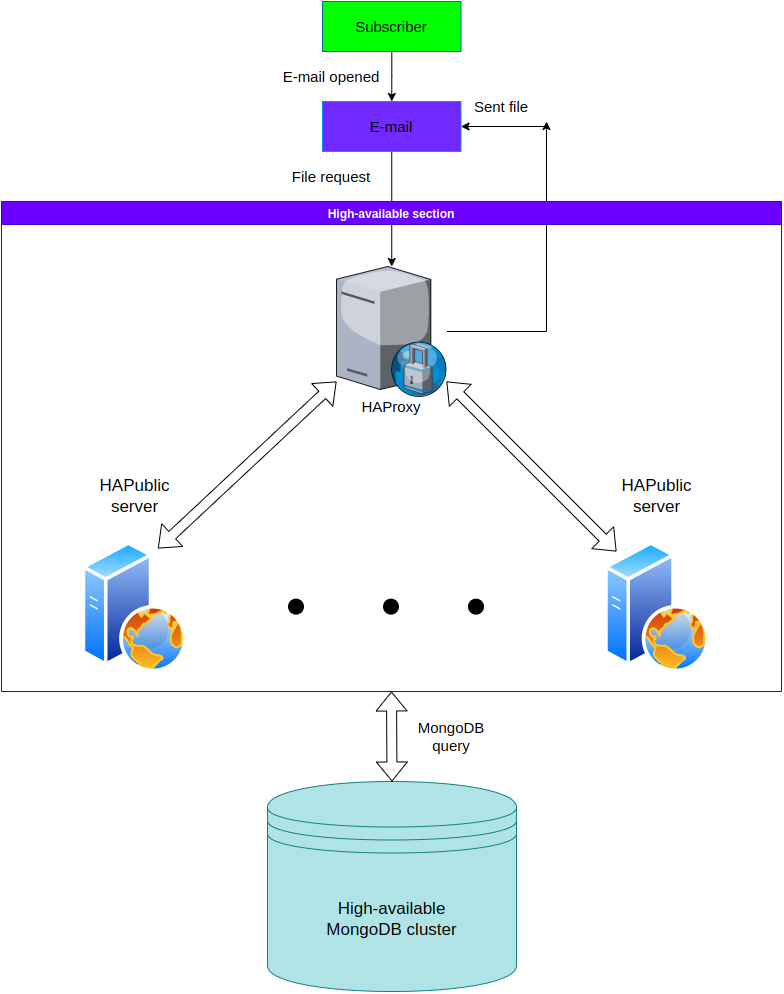 Subscriber
E-mail opened
Sent file
E-mail
File request
High-available section
HAProxy
HAPublic
server
HAPublic
server
MongoDB
query
High-available
MongoDB cluster